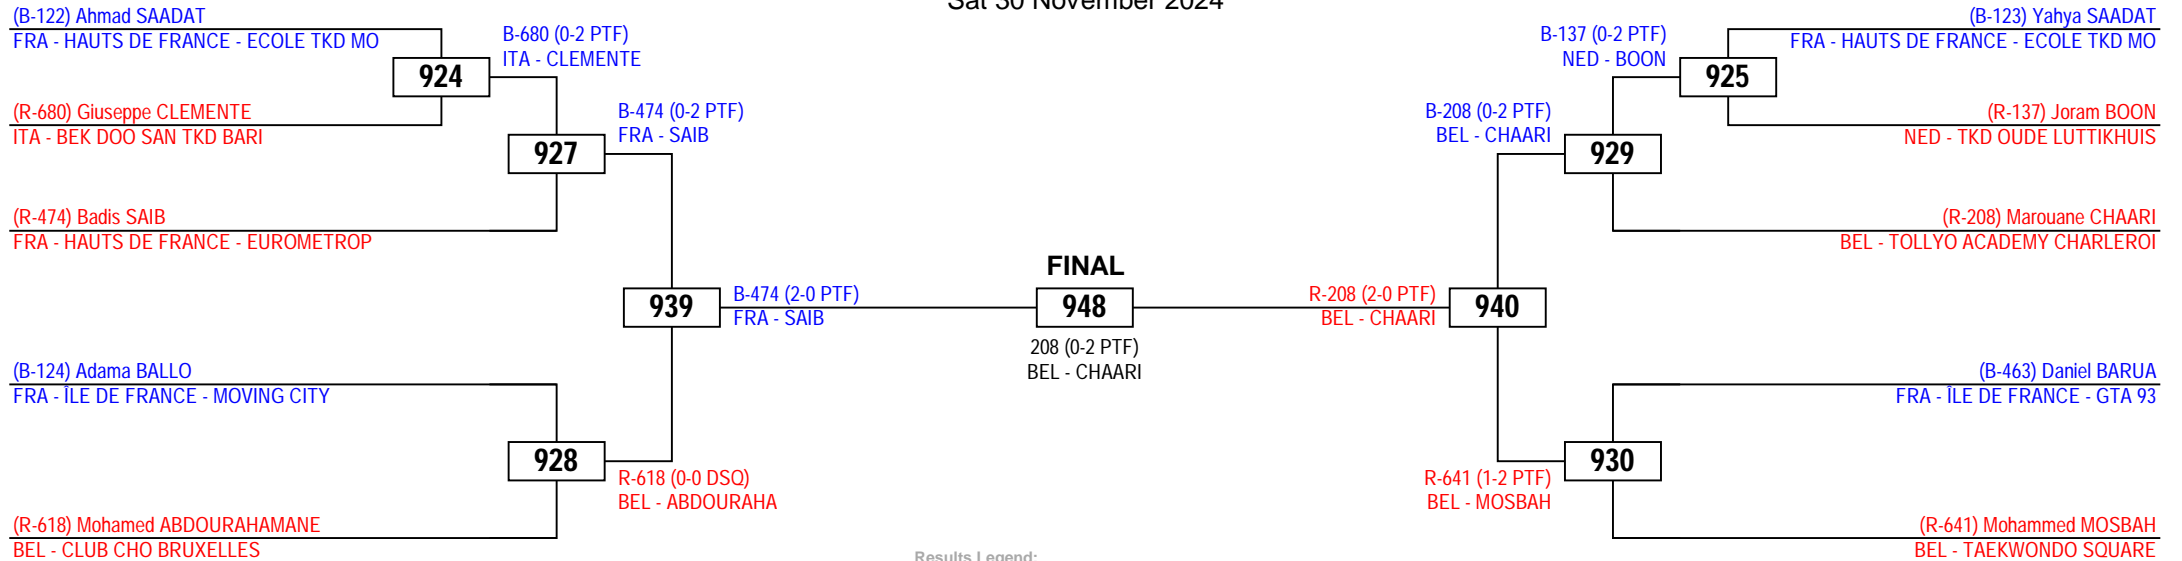 Sat 30 November 2024
(B-122) Ahmad SAADAT
FRA - HAUTS DE FRANCE - ECOLE TKD MO
924
(R-680) Giuseppe CLEMENTE
ITA - BEK DOO SAN TKD BARI
B-680 (0-2 PTF)
ITA - CLEMENTE
927
(R-474) Badis SAIB
FRA - HAUTS DE FRANCE - EUROMETROP
B-474 (0-2 PTF)
FRA - SAIB
939
B-474 (2-0 PTF)
FRA - SAIB
(B-124) Adama BALLO
FRA - ÎLE DE FRANCE - MOVING CITY
928
(R-618) Mohamed ABDOURAHAMANE
BEL - CLUB CHO BRUXELLES
R-618 (0-0 DSQ)
BEL - ABDOURAHA
FINAL
948
208 (0-2 PTF)
BEL - CHAARI
(B-123) Yahya SAADAT
FRA - HAUTS DE FRANCE - ECOLE TKD MO
925
(R-137) Joram BOON
NED - TKD OUDE LUTTIKHUIS
B-137 (0-2 PTF)
NED - BOON
929
(R-208) Marouane CHAARI
BEL - TOLLYO ACADEMY CHARLEROI
B-208 (0-2 PTF)
BEL - CHAARI
940
R-208 (2-0 PTF)
BEL - CHAARI
(B-463) Daniel BARUA
FRA - ÎLE DE FRANCE - GTA 93
930
(R-641) Mohammed MOSBAH
BEL - TAEKWONDO SQUARE
R-641 (1-2 PTF)
BEL - MOSBAH
Results Legend: